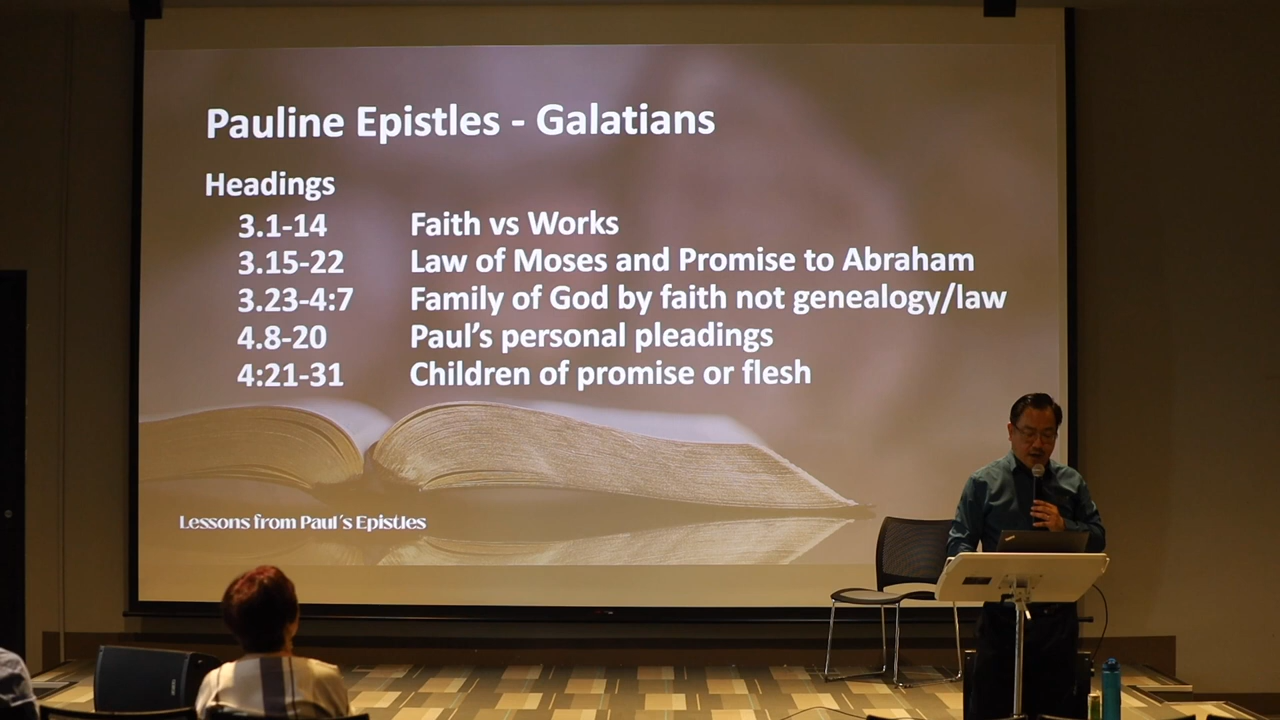 Pauline Epistles - Galatians
Headings
3.1-14 Faith vs Works
3.15-22 Law of Moses and Promise to Abraham
3.23-4:7 Family of God by faith not genealogy/law
4.8-20 Paul's personal pleadings
4:21-31 Children of promise or flesh
Lessons from Paul's Epistles